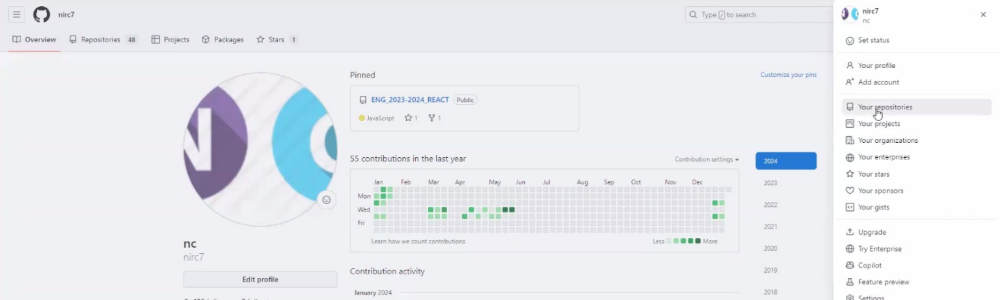 nirc7
Type / to search
nirc7
nc
Overview
Repositories 48
Projects
Packages
Stars 1
Set status
Your profile
Add account
Your repositories
Your projects
Your organizations
Your enterprises
Your stars
Your sponsors
Your gists
Upgrade
Try Enterprise
Copilot
Feature preview
Settings
N
nc
nirc7
Edit profile
Pinned
Customize your pins
ENG_2023-2024_REACT Public
JavaScript 1 1
55 contributions in the last year
Contribution settings
Jan Feb Mar Apr May Jun Jul Aug Sep Oct Nov Dec
Mon
Wed
Fri
Learn how we count contributions
Less More
2024
2023
2022
2021
2020
2019
2018
Contribution activity
January 2024